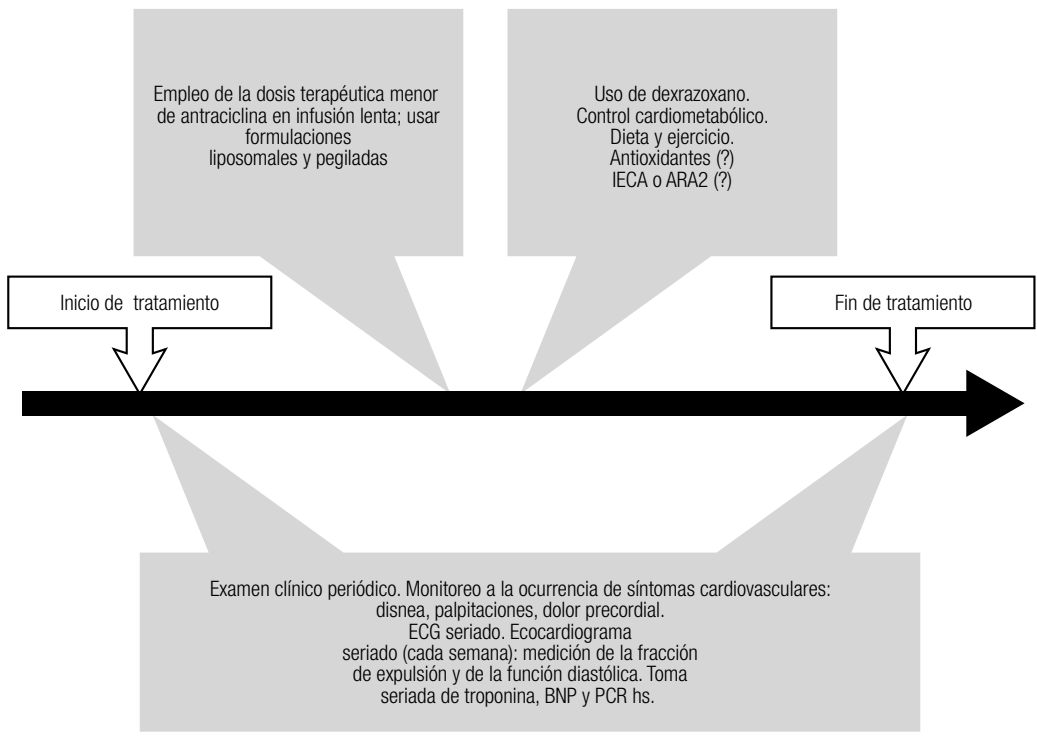 Empleo de la dosis terapéutica menor
de antraciclina en infusión lenta; usar
formulaciones
liposomales y pegiladas
Uso de dexrazoxano.
Control cardiometabólico.
Dieta y ejercicio.
Antioxidantes (?)
IECA o ARA2 (?)
Inicio de tratamiento
Fin de tratamiento
Examen clínico periódico. Monitoreo a la ocurrencia de síntomas cardiovasculares:
disnea, palpitaciones, dolor precordial.
ECG seriado. Ecocardiograma
seriado (cada semana): medición de la fracción
de expulsión y de la función diastólica. Toma
seriada de troponina, BNP y PCR hs.